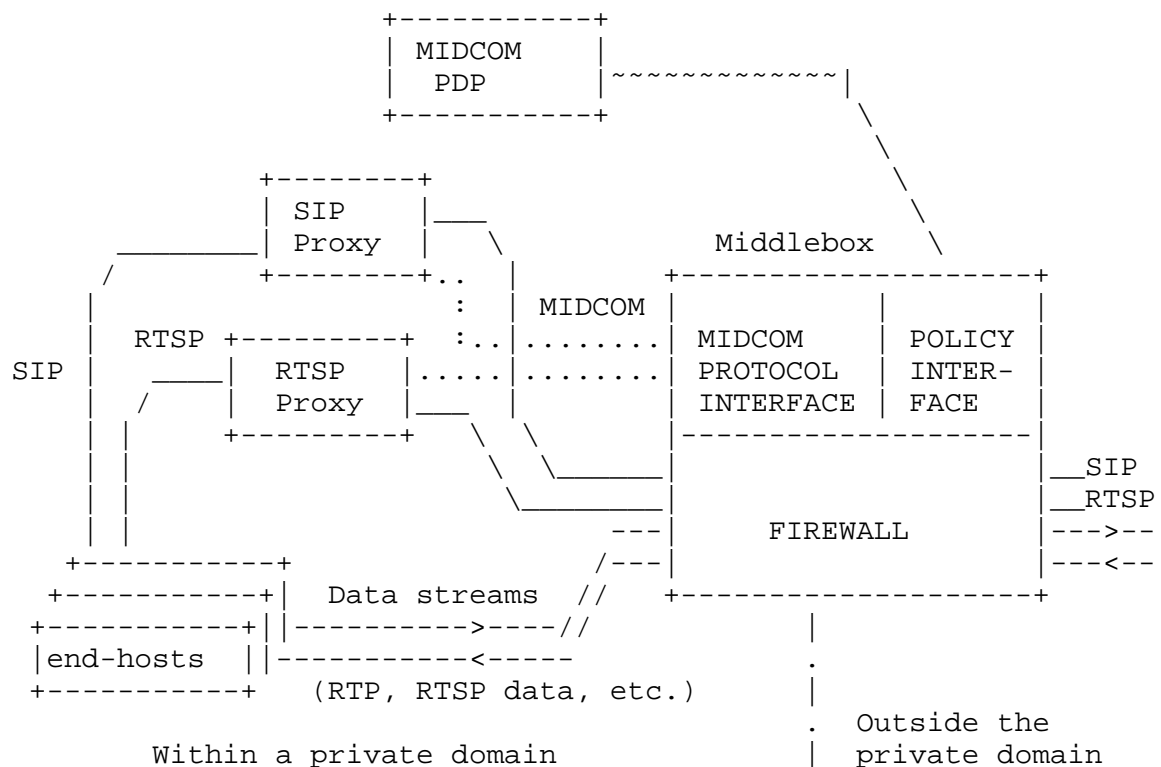 MIDCOM
PDP
SIP
Proxy
Middlebox
MIDCOM
RTSP
MIDCOM POLICY
SIP RTSP PROTOCOL INTER-
Proxy INTERFACE FACE
SIP
RTSP
FIREWALL
Data streams
end-hosts
(RTP, RTSP data, etc.)
Outside the
Within a private domain private domain